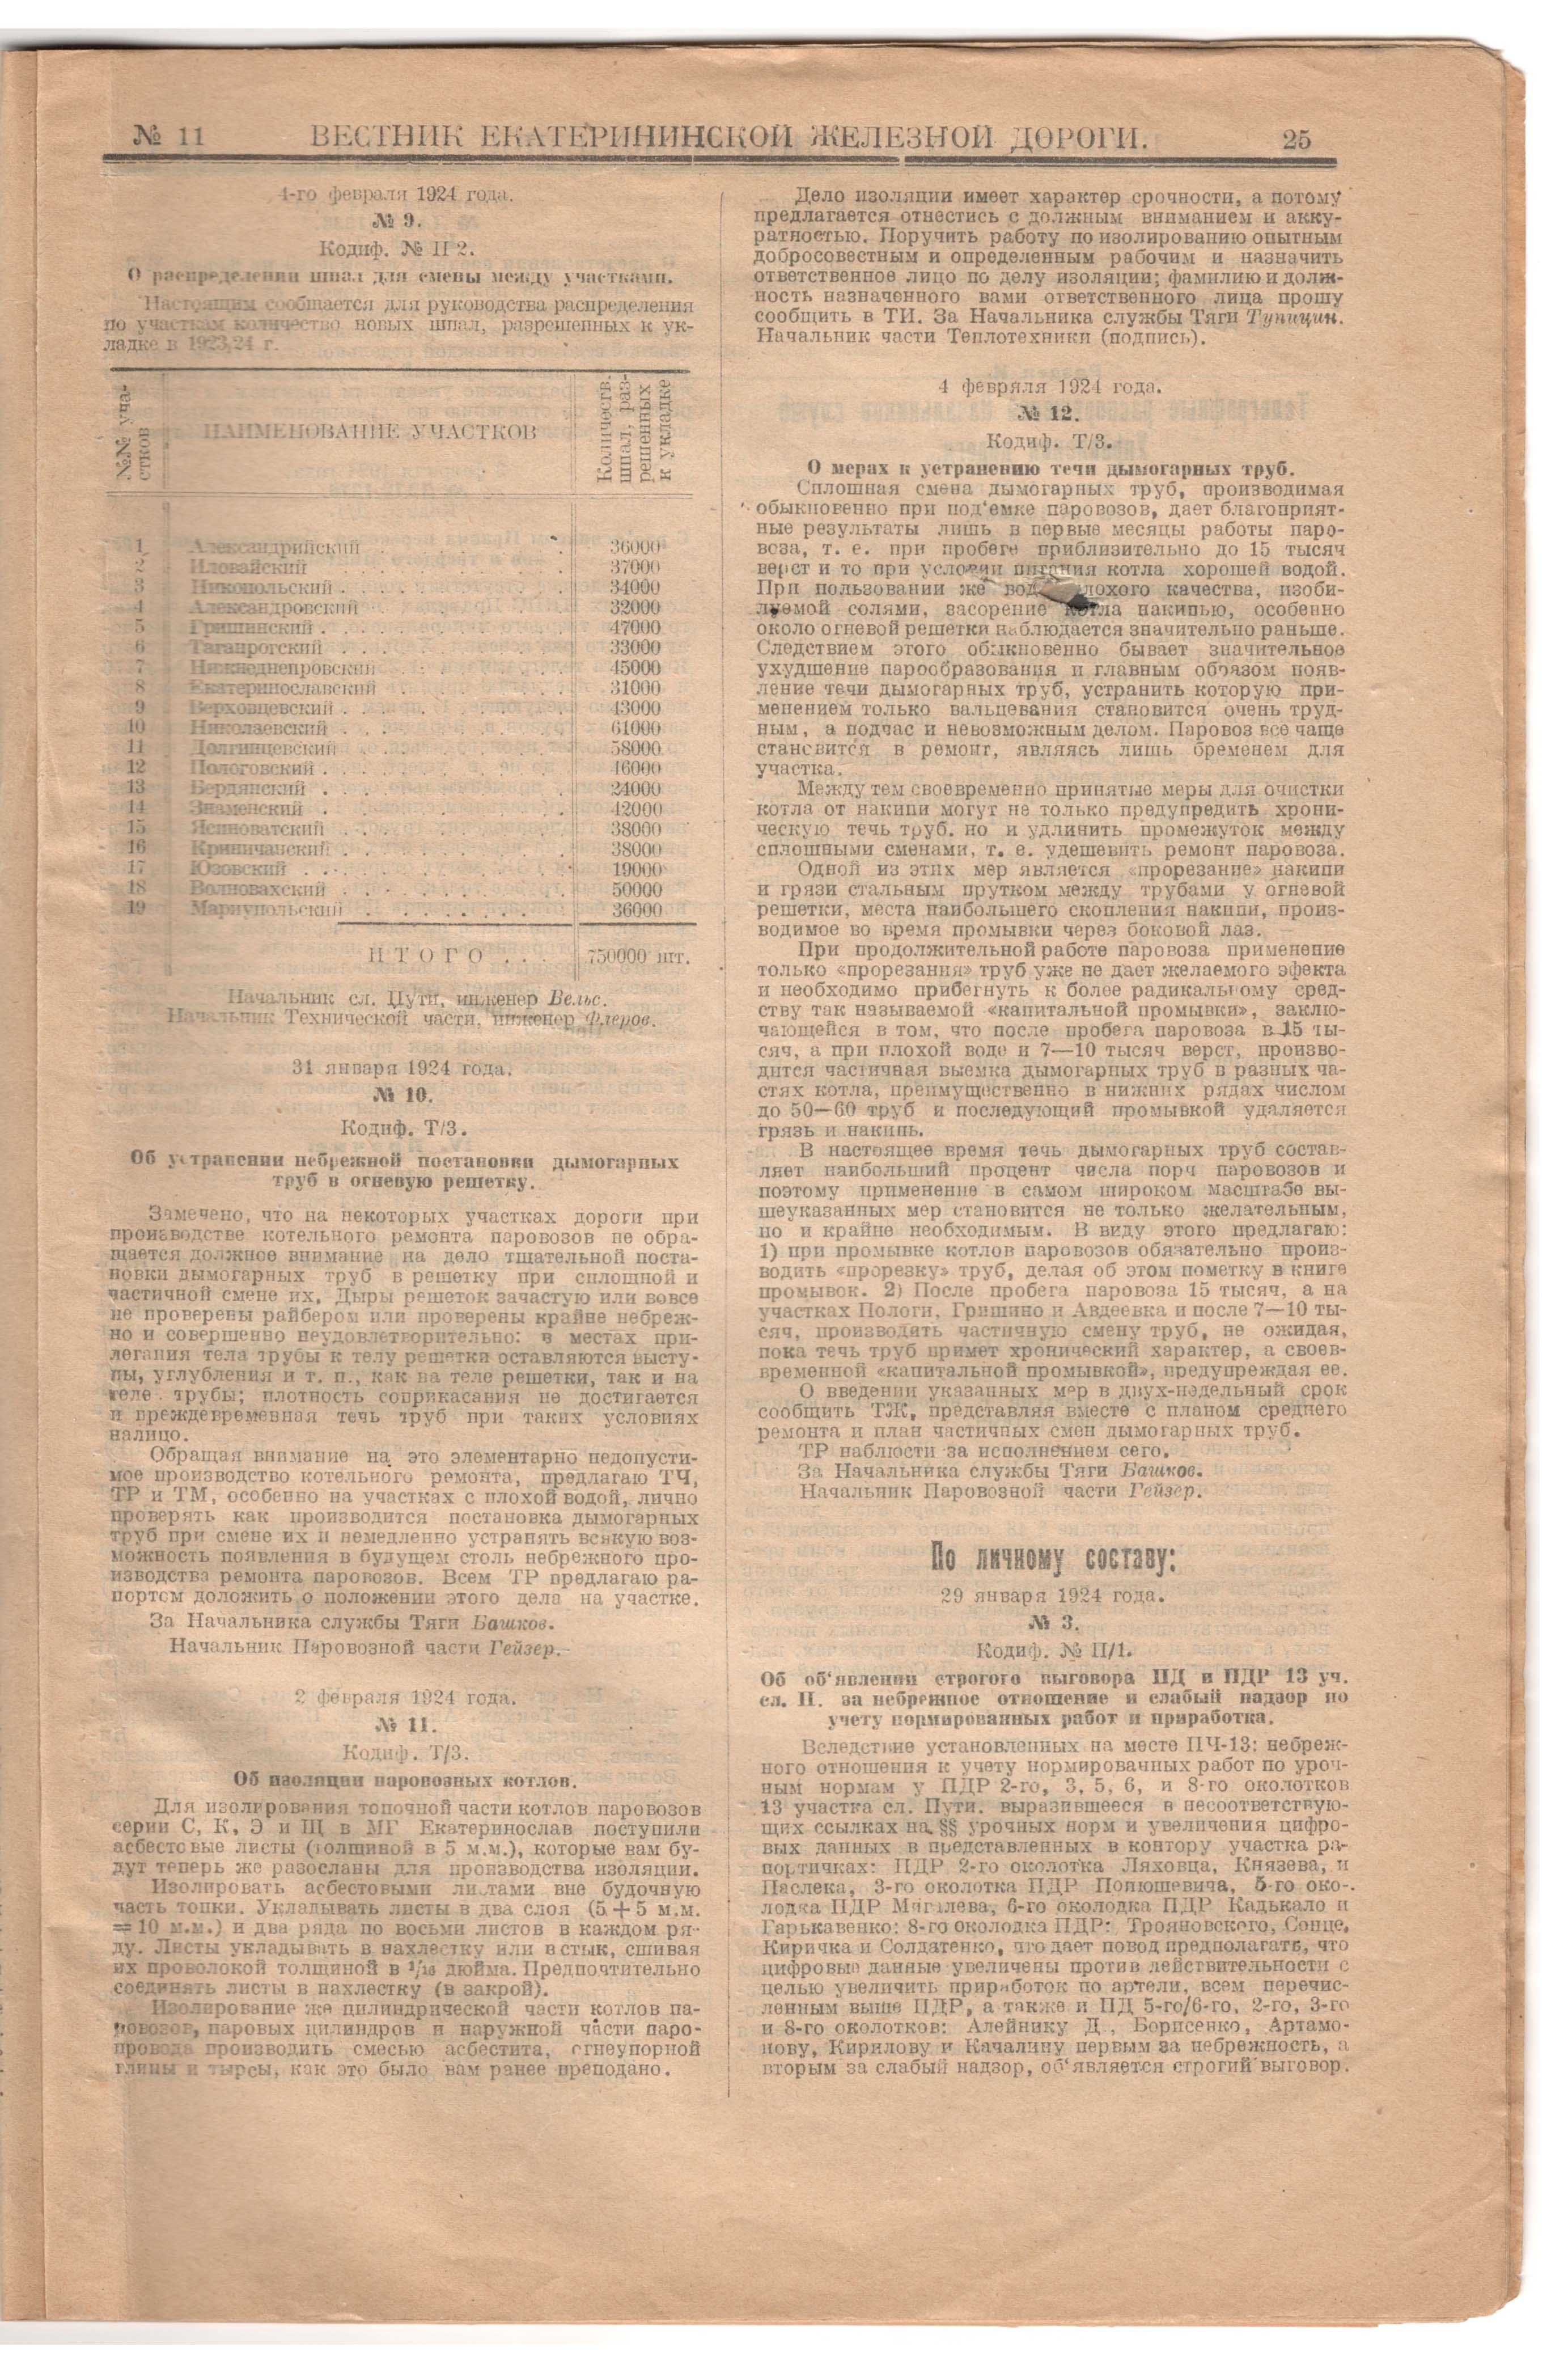 № 11 ВЕСТНИК ЕКАТЕРИНИНСКОЙ ЖЕЛЕЗНОЙ ДОРОГИ. 25
4-го февраля 1924 года.
№ 9.
Кодиф. № П 2.
О распределении шпал для смены между участками.
Настоящим сообщается для руководства распределения
по участкам количество новых шпал, разрешенных к ук-
ладке в 1923/24 г.
№№ уча-
стков
НАИМЕНОВАНИЕ УЧАСТКОВ
Количеств.
шпал, раз-
решенных
к укладке
1 Александрийский . . . . . . . . 36000
2 Иловайский . . . . . . . . . . 37000
3 Никопольский . . . . . . . . . 34000
4 Александровский . . . . . . . . 32000
5 Гришинский . . . . . . . . . . 47000
6 Таганрогский . . . . . . . . . 33000
7 Нижнеднепровский . . . . . . . 45000
8 Екатеринославский . . . . . . . 31000
9 Верховцевский . . . . . . . . . 43000
10 Николаевский . . . . . . . . . 61000
11 Долгинцевский . . . . . . . . . 58000
12 Пологовский . . . . . . . . . . 46000
13 Бердянский . . . . . . . . . . 24000
14 Знаменский . . . . . . . . . . 42000
15 Ясиноватский . . . . . . . . . 38000
16 Криничанский . . . . . . . . . 38000
17 Юзовский . . . . . . . . . . . 19000
18 Волновахский . . . . . . . . . 50000
19 Мариупольский . . . . . . . . 36000
ИТОГО . . . 750000 шт.
Начальник сл. Пути, инженер Вельс.
Начальник Технической части, инженер Флеров.
31 января 1924 года.
№ 10.
Кодиф. Т/3.
Об устранении небрежной постановки дымогарных
труб в огневую решетку.
Замечено, что на некоторых участках дороги при
производстве котельного ремонта паровозов не обра-
щается должное внимание на дело тщательной поста-
новки дымогарных труб в решетку при сплошной и
частичной смене их. Дыры решеток зачастую или вовсе
не проверены райбером или проверены крайне небреж-
но и совершенно неудовлетворительно: в местах при-
легания тела трубы к телу решетки оставляются высту-
пы, углубления и т. п., как на теле решетки, так и на
теле трубы; плотность соприкасания не достигается
и преждевременная течь труб при таких условиях
налицо.
Обращая внимание на это элементарно недопусти-
мое производство котельного ремонта, предлагаю ТЧ,
ТР и ТМ, особенно на участках с плохой водой, лично
проверять как производится постановка дымогарных
труб при смене их и немедленно устранять всякую воз-
можность появления в будущем столь небрежного про-
изводства ремонта паровозов. Всем ТР предлагаю ра-
портом доложить о положении этого дела на участке.
За Начальника службы Тяги Башков.
Начальник Паровозной части Гейзер.
2 февраля 1924 года.
№ 11.
Кодиф. Т/3.
Об изоляции паровозных котлов.
Для изолирования топочной части котлов паровозов
серии С, К, Э и Щ в МГ Екатеринослав поступили
асбестовые листы (толщиной в 5 м.м.), которые вам бу-
дут теперь же разосланы для производства изоляции.
Изолировать асбестовыми листами вне будочную
часть топки. Укладывать листы в два слоя (5 + 5 м.м.
= 10 м.м.) и два ряда по восьми листов в каждом ря-
ду. Листы укладывать в нахлестку или встык, сшивая
их проволокой толщиной в 1/16 дюйма. Предпочтительно
соединять листы в нахлестку (в закрой).
Изолирование же цилиндрической части котлов па-
ровозов, паровых цилиндров и наружной части паро-
провода производить смесью асбестита, огнеупорной
глины и тырсы, как это было вам ранее преподано.
Дело изоляции имеет характер срочности, а потому
предлагается отнестись с должным вниманием и акку-
ратностью. Поручить работу по изолированию опытным
добросовестным и определенным рабочим и назначить
ответственное лицо по делу изоляции; фамилию и долж-
ность назначенного вами ответственного лица прошу
сообщить в ТИ. За Начальника службы Тяги Тупицин.
Начальник части Теплотехники (подпись).
4 февряля 1924 года.
№ 12.
Кодиф. Т/3.
О мерах к устранению течи дымогарных труб.
Сплошная смена дымогарных труб, производимая
обыкновенно при под‘емке паровозов, дает благоприят-
ные результаты лишь в первые месяцы работы паро-
воза, т. е. при пробеге приблизительно до 15 тысяч
верст и то при условии питания котла хорошей водой.
При пользовании же вод плохого качества, изоби-
луемой солями, засорение котла накипью, особенно
около огневой решетки наблюдается значительно раньше.
Следствием этого обыкновенно бывает значительное
ухудшение парообразования и главным образом появ-
ление течи дымогарных труб, устранить которую при-
менением только вальцевания становится очень труд-
ным, а подчас и невозможным делом. Паровоз все чаще
становится в ремонт, являясь лишь бременем для
участка.
Между тем своевременно принятые меры для очистки
котла от накипи могут не только предупредить хрони-
ческую течь труб. но и удлинить промежуток между
сплошными сменами, т. е. удешевить ремонт паровоза.
Одной из этих мер является «прорезание» накипи
и грязи стальным прутком между трубами у огневой
решетки, места наибольшего скопления накипи, произ-
водимое во время промывки через боковой лаз.
При продолжительной работе паровоза применение
только «прорезания» труб уже не дает желаемого эфекта
и необходимо прибегнуть к более радикальному сред-
ству так называемой «капитальной промывки», заклю-
чающейся в том, что после пробега паровоза в 15 ты-
сяч, а при плохой воде и 7—10 тысяч верст, произво-
дится частичная выемка дымогарных труб в разных ча-
стях котла, преимущественно в нижних рядах числом
до 50—60 труб и последующий промывкой удаляется
грязь и накипь.
В настоящее время течь дымогарных труб состав-
ляет наибольший процент числа порч паровозов и
поэтому применение в самом широком масштабе вы-
шеуказанных мер становится не только желательным,
но и крайне необходимым. В виду этого предлагаю:
1) при промывке котлов паровозов обязательно произ-
водить «прорезку» труб, делая об этом пометку в книге
промывок. 2) После пробега паровоза 15 тысяч, а на
участках Пологи, Гришино и Авдеевка и после 7—10 ты-
сяч, производить частичную смену труб, не ожидая,
пока течь труб примет хронический характер, а своев-
временной «капитальной промывкой», предупреждая ее.
О введении указанных мер в двух-недельный срок
сообщить ТЖ, представляя вместе с планом среднего
ремонта и план частичных смен дымогарных труб.
ТР наблюсти за исполнением сего.
За Начальника службы Тяги Башков.
Начальник Паровозной части Гейзер.
По личному составу:
29 января 1924 года.
№ 3.
Кодиф. № П/1.
Об об‘явлении строгого выговора ПД и ПДР 13 уч.
сл. П. за небрежное отношение и слабый надзор по
учету нормированных работ и приработка.
Вследствие установленных на месте ПЧ-13: небреж-
ного отношения к учету нормированных работ по уроч-
ным нормам у ПДР 2-го, 3, 5, 6, и 8-го околотков
13 участка сл. Пути. выразившееся в несоответствую-
щих ссылках на §§ урочных норм и увеличения цифро-
вых данных в представленных в контору участка ра-
портичках: ПДР 2-го околотка Ляховца, Князева, и
Паслека, 3-го околотка ПДР Попюшевича, 5-го око-
лодка ПДР Мигалева, 6-го околодка ПДР Кадькало и
Гарькавенко: 8-го околодка ПДР: Трояновского, Сонце,
Киричка и Солдатенко, что дает повод предполагать, что
цифровые данные увеличены против действительности с
целью увеличить приработок по артели, всем перечис-
ленным выше ПДР, а также и ПД 5-го/6-го, 2-го, 3-го
и 8-го околотков: Алейнику Д., Борисенко, Артамо-
нову, Кирилову и Качалину первым за небрежность, а
вторым за слабый надзор, об‘является строгий выговор.